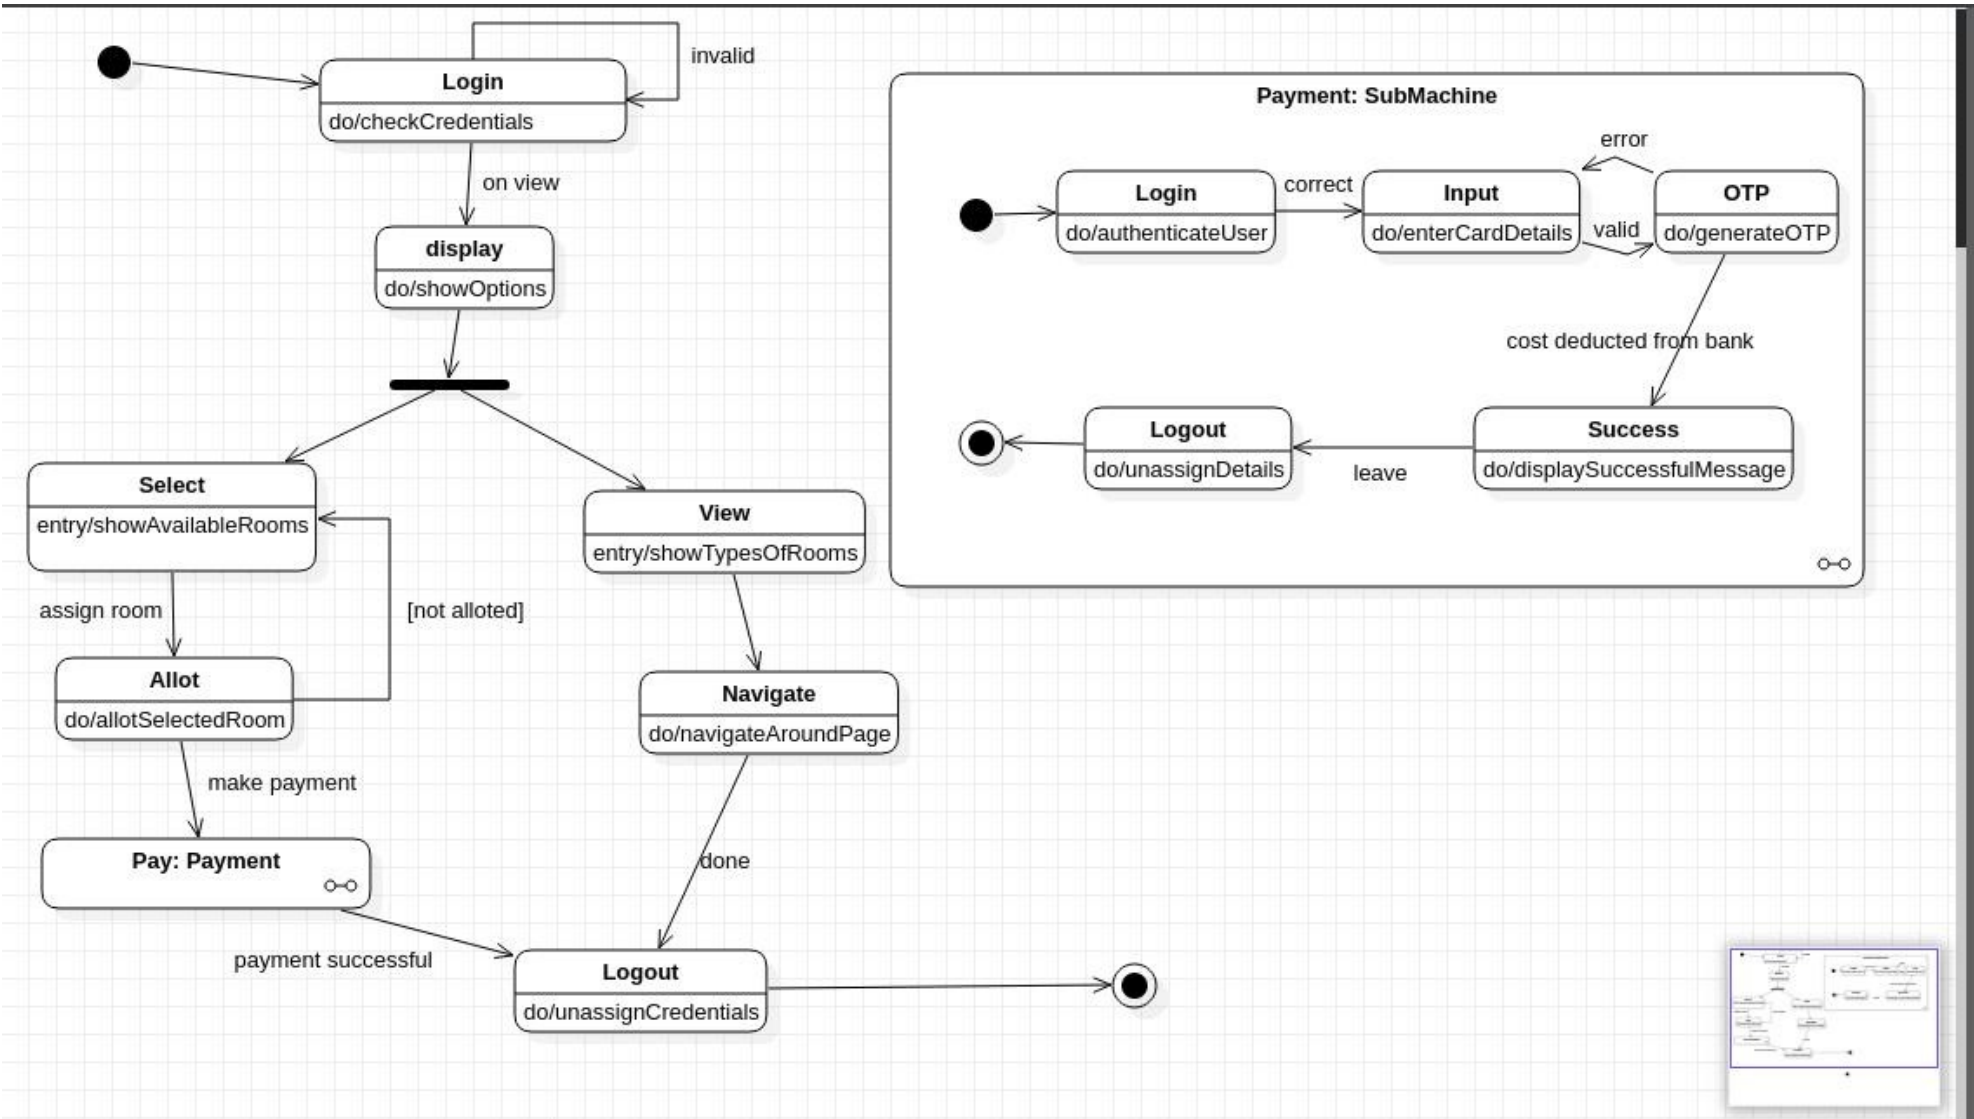 invalid
Login
do/checkCredentials
on view
display
do/showOptions
Select
entry/showAvailableRooms
View
entry/showTypesOfRooms
assign room
[not alloted]
Allot
do/allotSelectedRoom
Navigate
do/navigateAroundPage
make payment
Pay: Payment
done
payment successful
Logout
do/unassignCredentials
Payment: SubMachine
error
Login
do/authenticateUser
correct
Input
do/enterCardDetails
valid
OTP
do/generateOTP
cost deducted from bank
Success
do/displaySuccessfulMessage
leave
Logout
do/unassignDetails